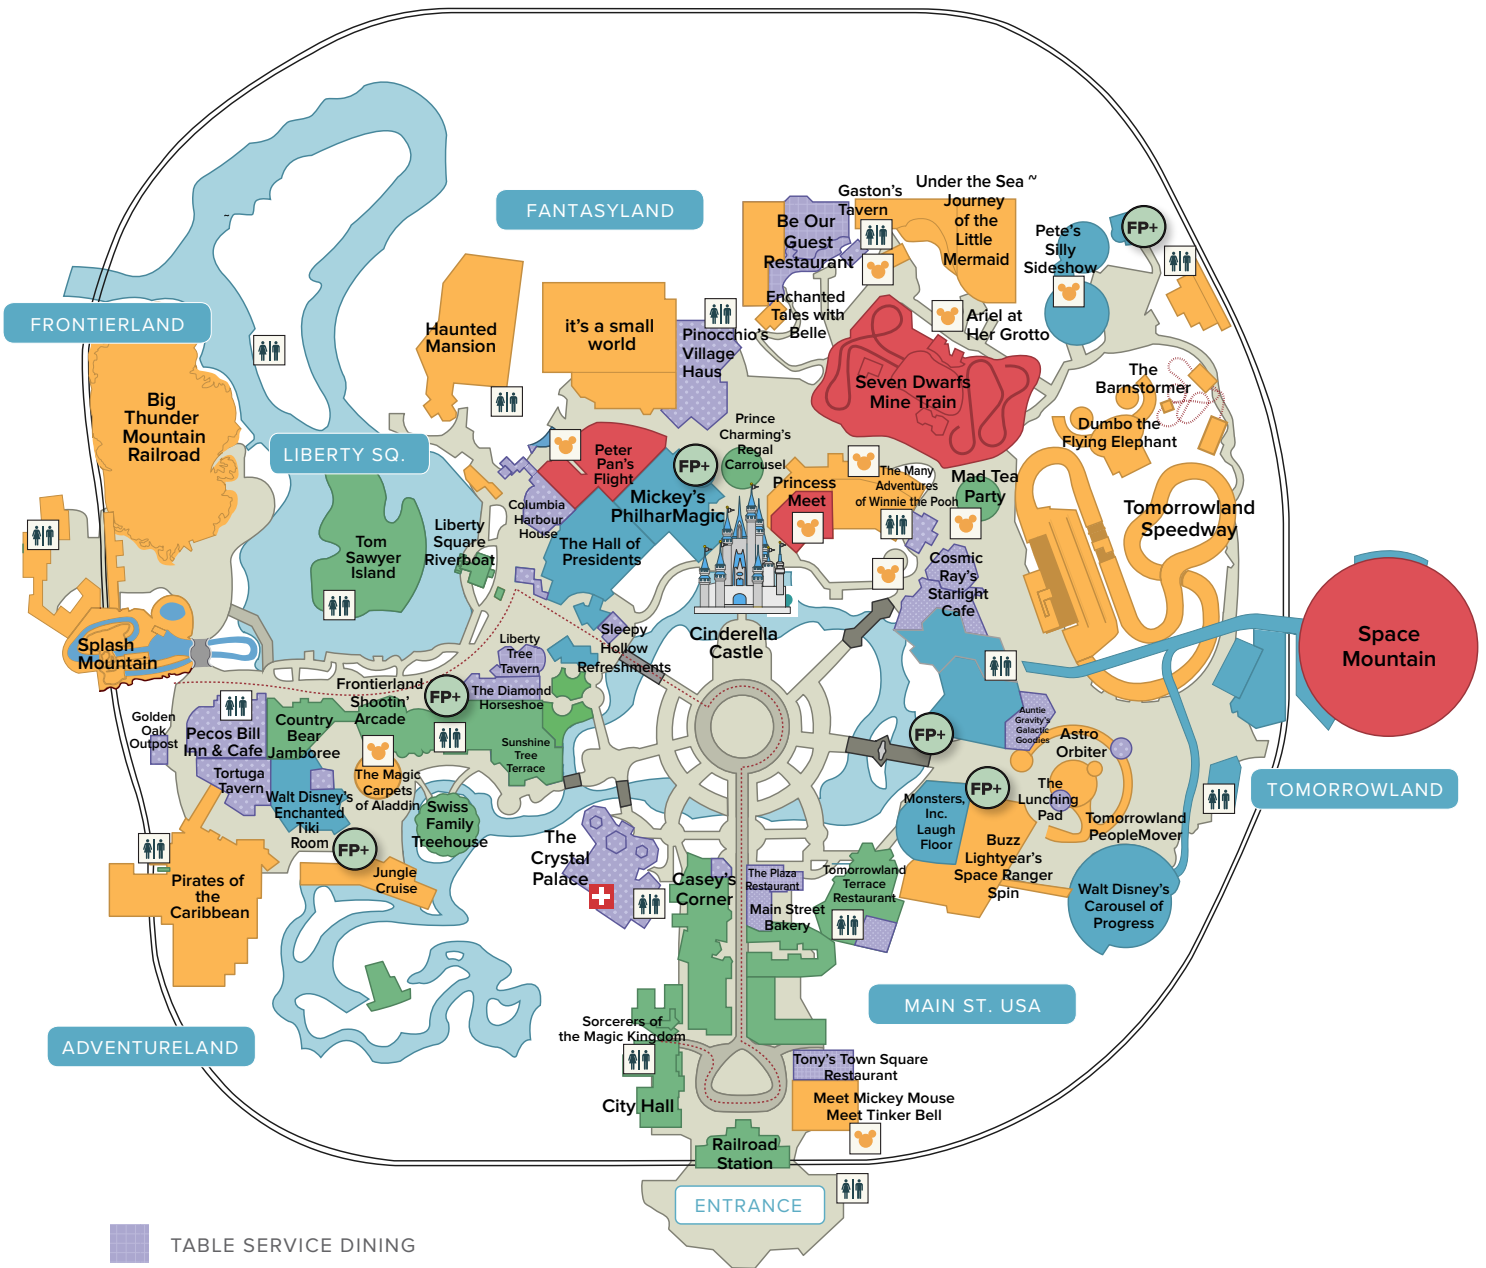 FANTASYLAND
FRONTIERLAND
LIBERTY SQ.
ADVENTURELAND
MAIN ST. USA
TOMORROWLAND
ENTRANCE
Gaston's
Tavern
Be Our
Guest
Restaurant
Under the Sea ~
Journey
of the
Little
Mermaid
Pete's
Silly
Sideshow
FP+
Enchanted
Tales with
Belle
Ariel at
Her Grotto
Haunted
Mansion
it's a small
world
Pinocchio's
Village
Haus
Seven Dwarfs
Mine Train
The
Barnstormer
Dumbo the
Flying Elephant
Big
Thunder
Mountain
Railroad
Prince
Charming's
Regal
Carrousel
Peter
Pan's
Flight
FP+
Mickey's
PhilharMagic
Princess
Meet
The Many
Adventures
of Winnie the Pooh
Mad Tea
Party
Tomorrowland
Speedway
Columbia
Harbour
House
The Hall of
Presidents
Liberty
Square
Riverboat
Tom
Sawyer
Island
Cosmic
Ray's
Starlight
Cafe
Cinderella
Castle
Space
Mountain
Splash
Mountain
Sleepy
Hollow
Refreshments
Liberty
Tree
Tavern
The Diamond
Horseshoe
Frontierland
Shootin'
Arcade
FP+
Golden
Oak
Outpost
Pecos Bill
Inn & Cafe
Country
Bear
Jamboree
Sunshine
Tree
Terrace
Tortuga
Tavern
The Magic
Carpets
of Aladdin
Walt Disney's
Enchanted
Tiki
Room
FP+
Swiss
Family
Treehouse
Jungle
Cruise
Pirates of
the
Caribbean
FP+
Auntie
Gravity's
Galactic
Goodies
Astro
Orbiter
FP+
The
Lunching
Pad
Monsters,
Inc.
Laugh
Floor
Tomorrowland
PeopleMover
Buzz
Lightyear's
Space Ranger
Spin
Walt Disney's
Carousel of
Progress
The
Crystal
Palace
Casey's
Corner
The Plaza
Restaurant
Main Street
Bakery
Tomorrowland
Terrace
Restaurant
Sorcerers of
the Magic Kingdom
City Hall
Tony's Town Square
Restaurant
Meet Mickey Mouse
Meet Tinker Bell
Railroad
Station
TABLE SERVICE DINING